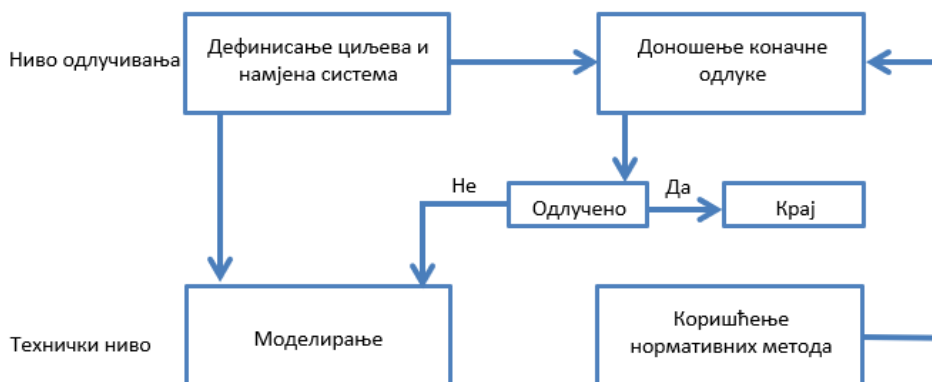 Ниво одлучивања
Дефинисање циљева и
намјена система
Доношење коначне
одлуке
Не
Одлучено
Да
Крај
Технички ниво
Моделирање
Коришћење
нормативних метода